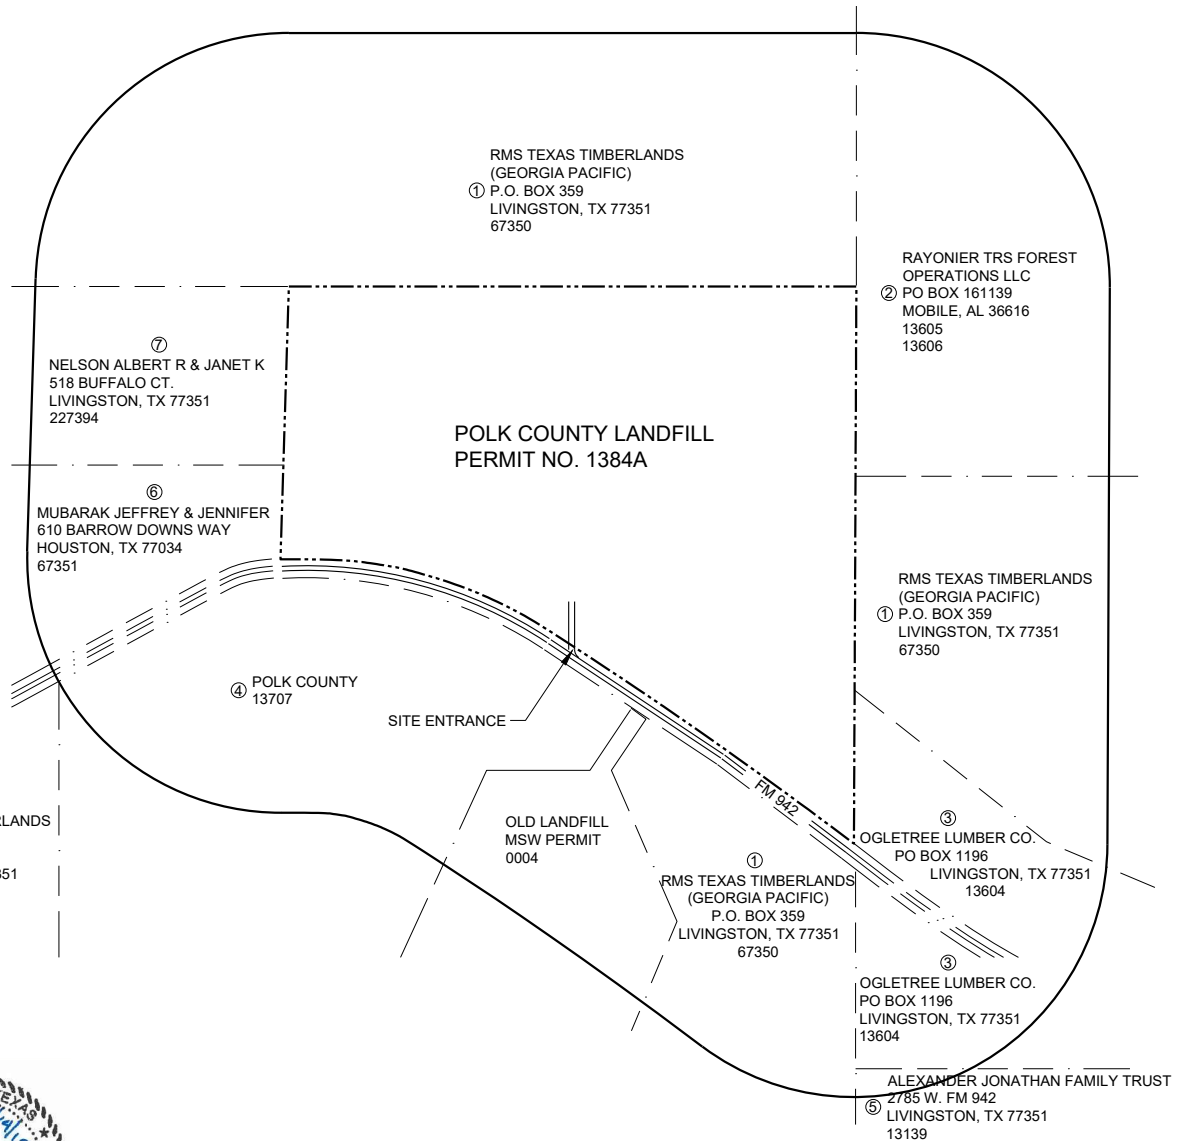 RMS TEXAS TIMBERLANDS
(GEORGIA PACIFIC)
① P.O. BOX 359
LIVINGSTON, TX 77351
67350
RAYONIER TRS FOREST
OPERATIONS LLC
② PO BOX 161139
MOBILE, AL 36616
13605
13606
⑦
NELSON ALBERT R & JANET K
518 BUFFALO CT.
LIVINGSTON, TX 77351
227394
POLK COUNTY LANDFILL
PERMIT NO. 1384A
⑥
MUBARAK JEFFREY & JENNIFER
610 BARROW DOWNS WAY
HOUSTON, TX 77034
67351
RMS TEXAS TIMBERLANDS
(GEORGIA PACIFIC)
① P.O. BOX 359
LIVINGSTON, TX 77351
67350
④ POLK COUNTY
13707
SITE ENTRANCE
FM 942
OLD LANDFILL
MSW PERMIT
0004
③
OGLETREE LUMBER CO.
PO BOX 1196
LIVINGSTON, TX 77351
13604
①
RMS TEXAS TIMBERLANDS
(GEORGIA PACIFIC)
P.O. BOX 359
LIVINGSTON, TX 77351
67350
RLANDS
351
③
OGLETREE LUMBER CO.
PO BOX 1196
LIVINGSTON, TX 77351
13604
ALEXANDER JONATHAN FAMILY TRUST
2785 W. FM 942
⑤ LIVINGSTON, TX 77351
13139
TEXAS